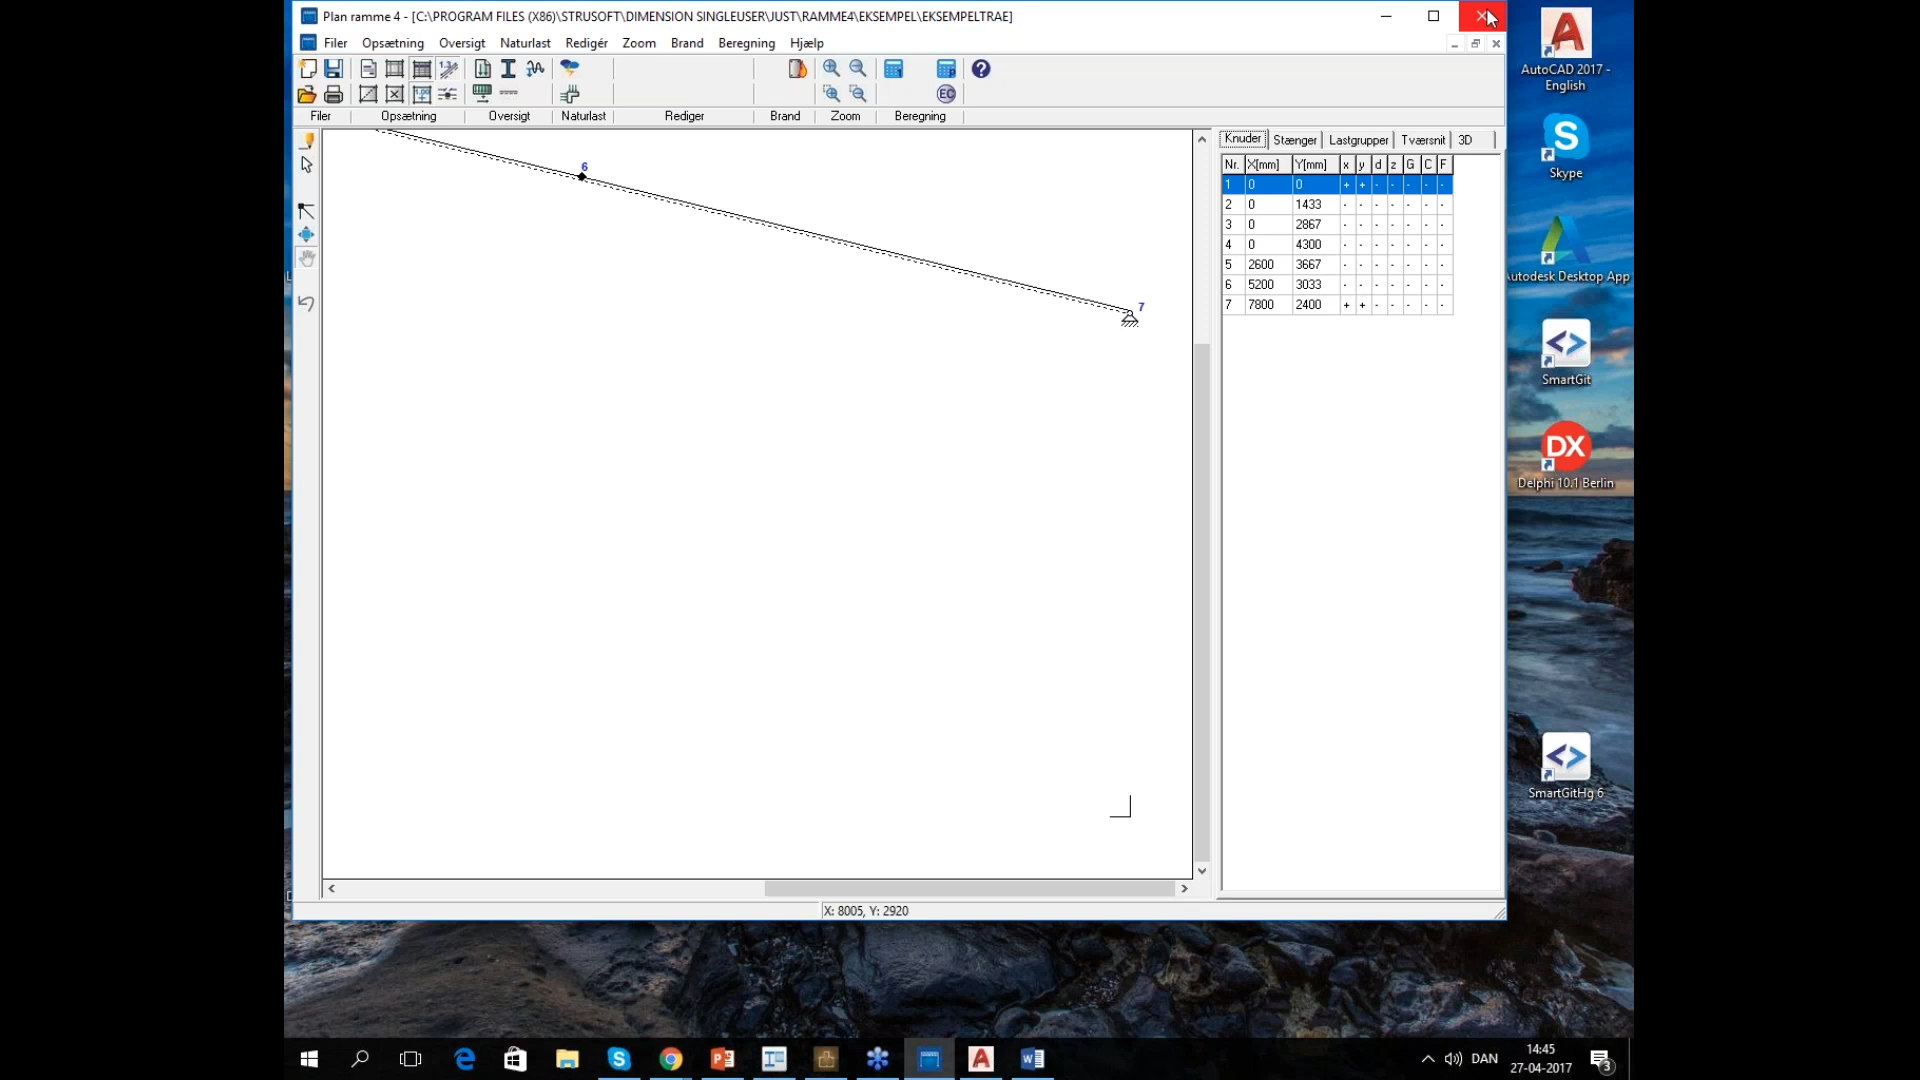 Plan ramme 4 - [C:\PROGRAM FILES (X86)\STRUSOFT\DIMENSION SINGLEUSER\JUST\RAMME4\EKSEMPEL\EKSEMPELTRAE]
Filer Opsætning Oversigt Naturlast Redigér Zoom Brand Beregning Hjælp
EC
Filer Opsætning Oversigt Naturlast Rediger Brand Zoom Beregning
Knuder Stænger Lastgrupper Tværsnit 3D
Nr. X[mm] Y[mm] x y d z G C F
1 0 0 + + - - - - -
2 0 1433 - - - - - - -
3 0 2867 - - - - - - -
4 0 4300 - - - - - - -
5 2600 3667 - - - - - - -
6 5200 3033 - - - - - - -
7 7800 2400 + + - - - - -
6
7
X: 8005, Y: 2920
AutoCAD 2017 -
English
Skype
Autodesk Desktop App
SmartGit
DX
Delphi 10.1 Berlin
SmartGitHg 6
DAN
14:45
27-04-2017
3